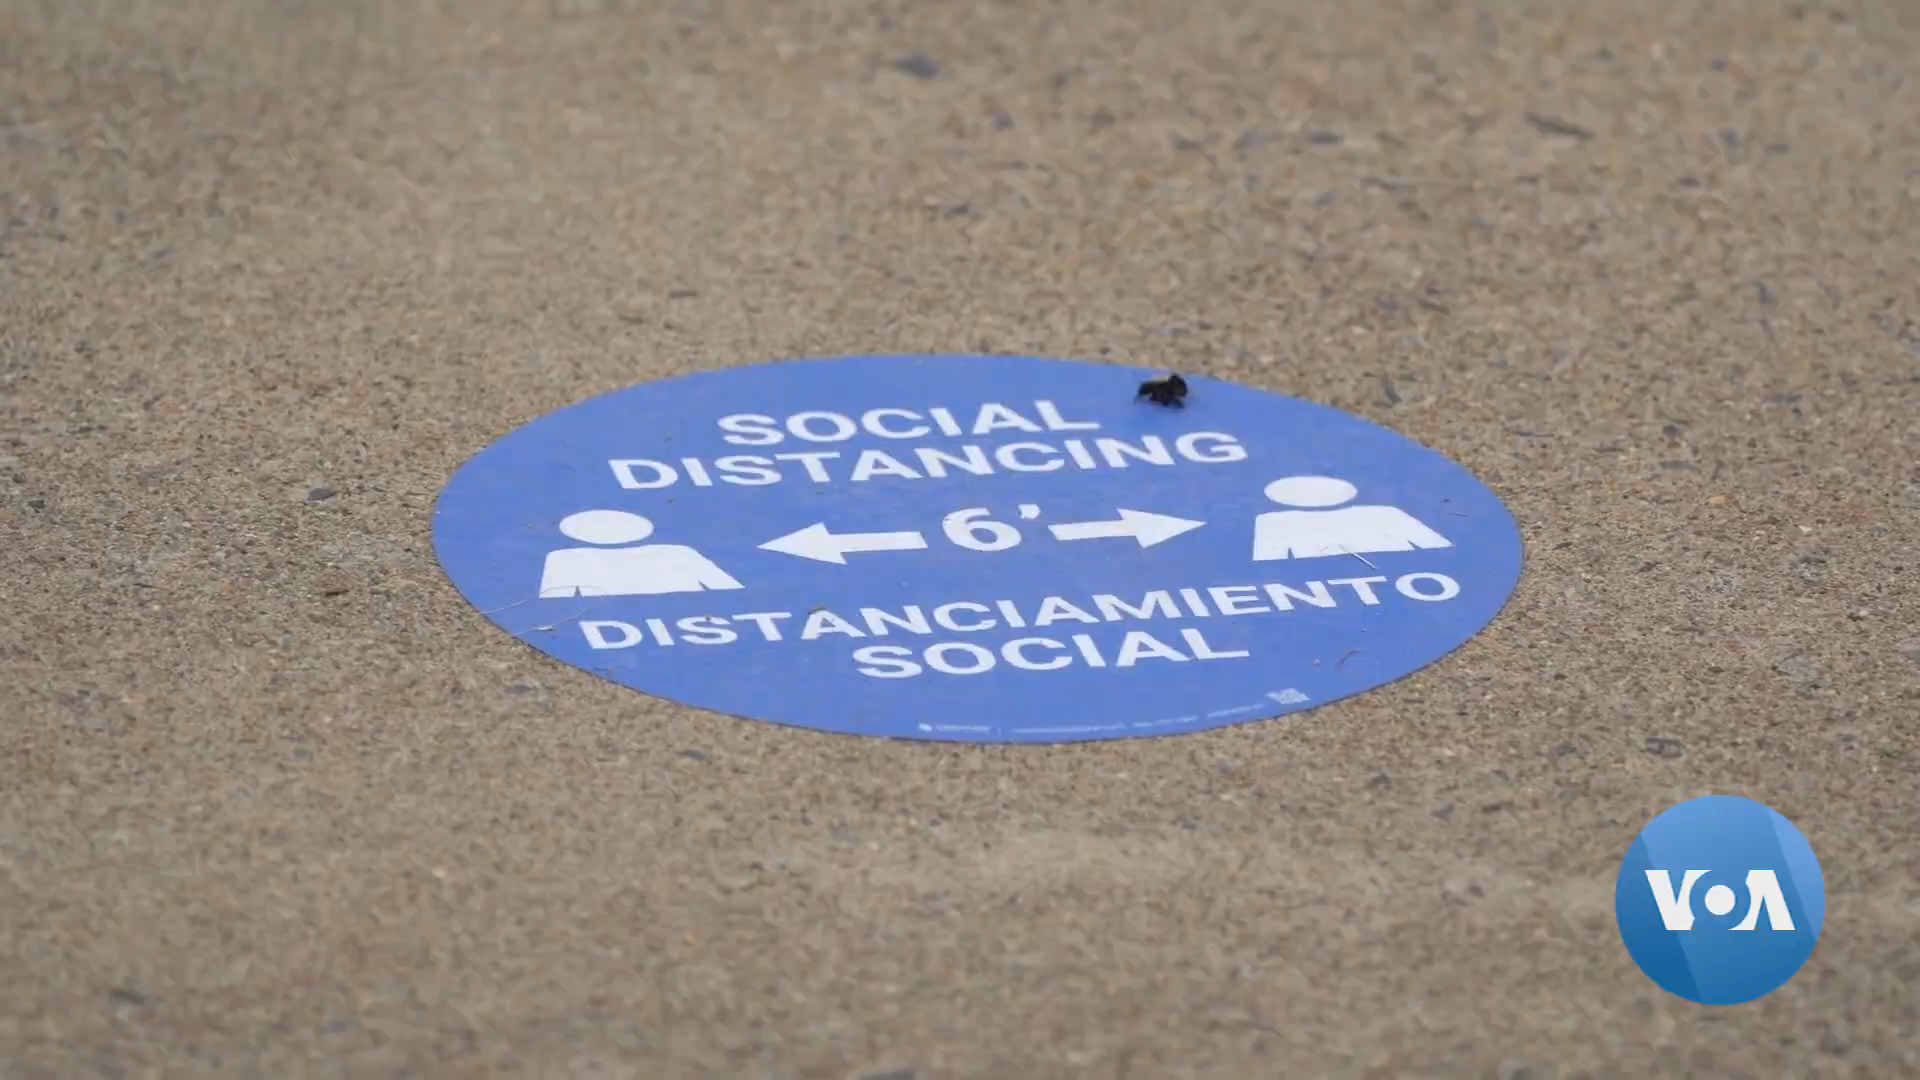 SOCIAL
DISTANCING
6'
DISTANCIAMIENTO
SOCIAL
VOA